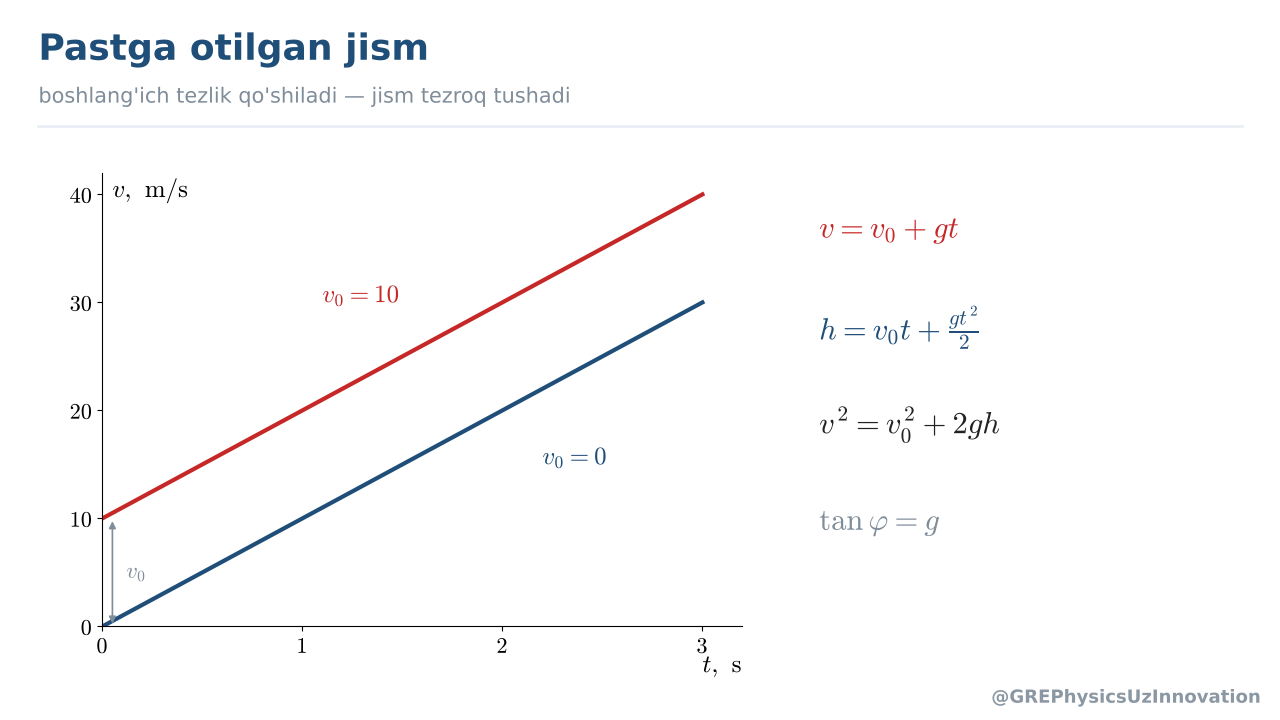 Pastga otilgan jism
boshlang'ich tezlik qo'shiladi — jism tezroq tushadi
v, m/s
40
30
20
10
0
v₀ = 10
v₀ = 0
v₀
0 1 2 3
t, s
v = v₀ + gt
h = v₀t + gt²/2
v² = v₀² + 2gh
tan φ = g
@GREPhysicsUzInnovation